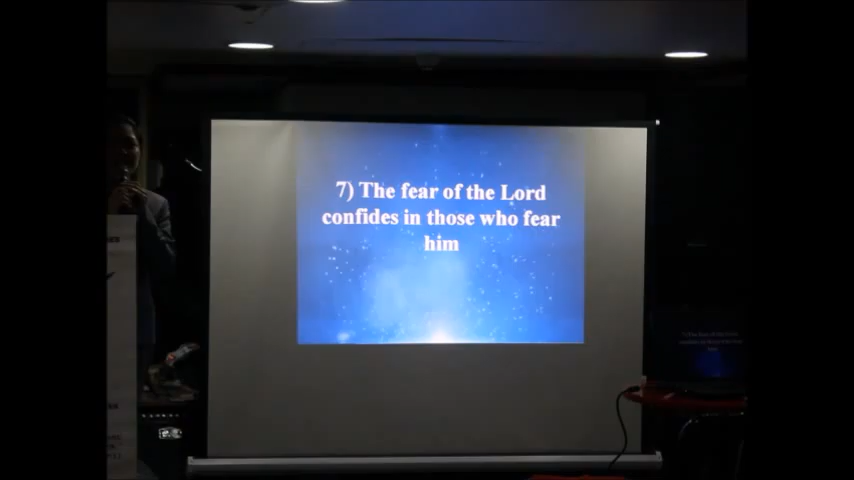 7) The fear of the Lord
confides in those who fear
him